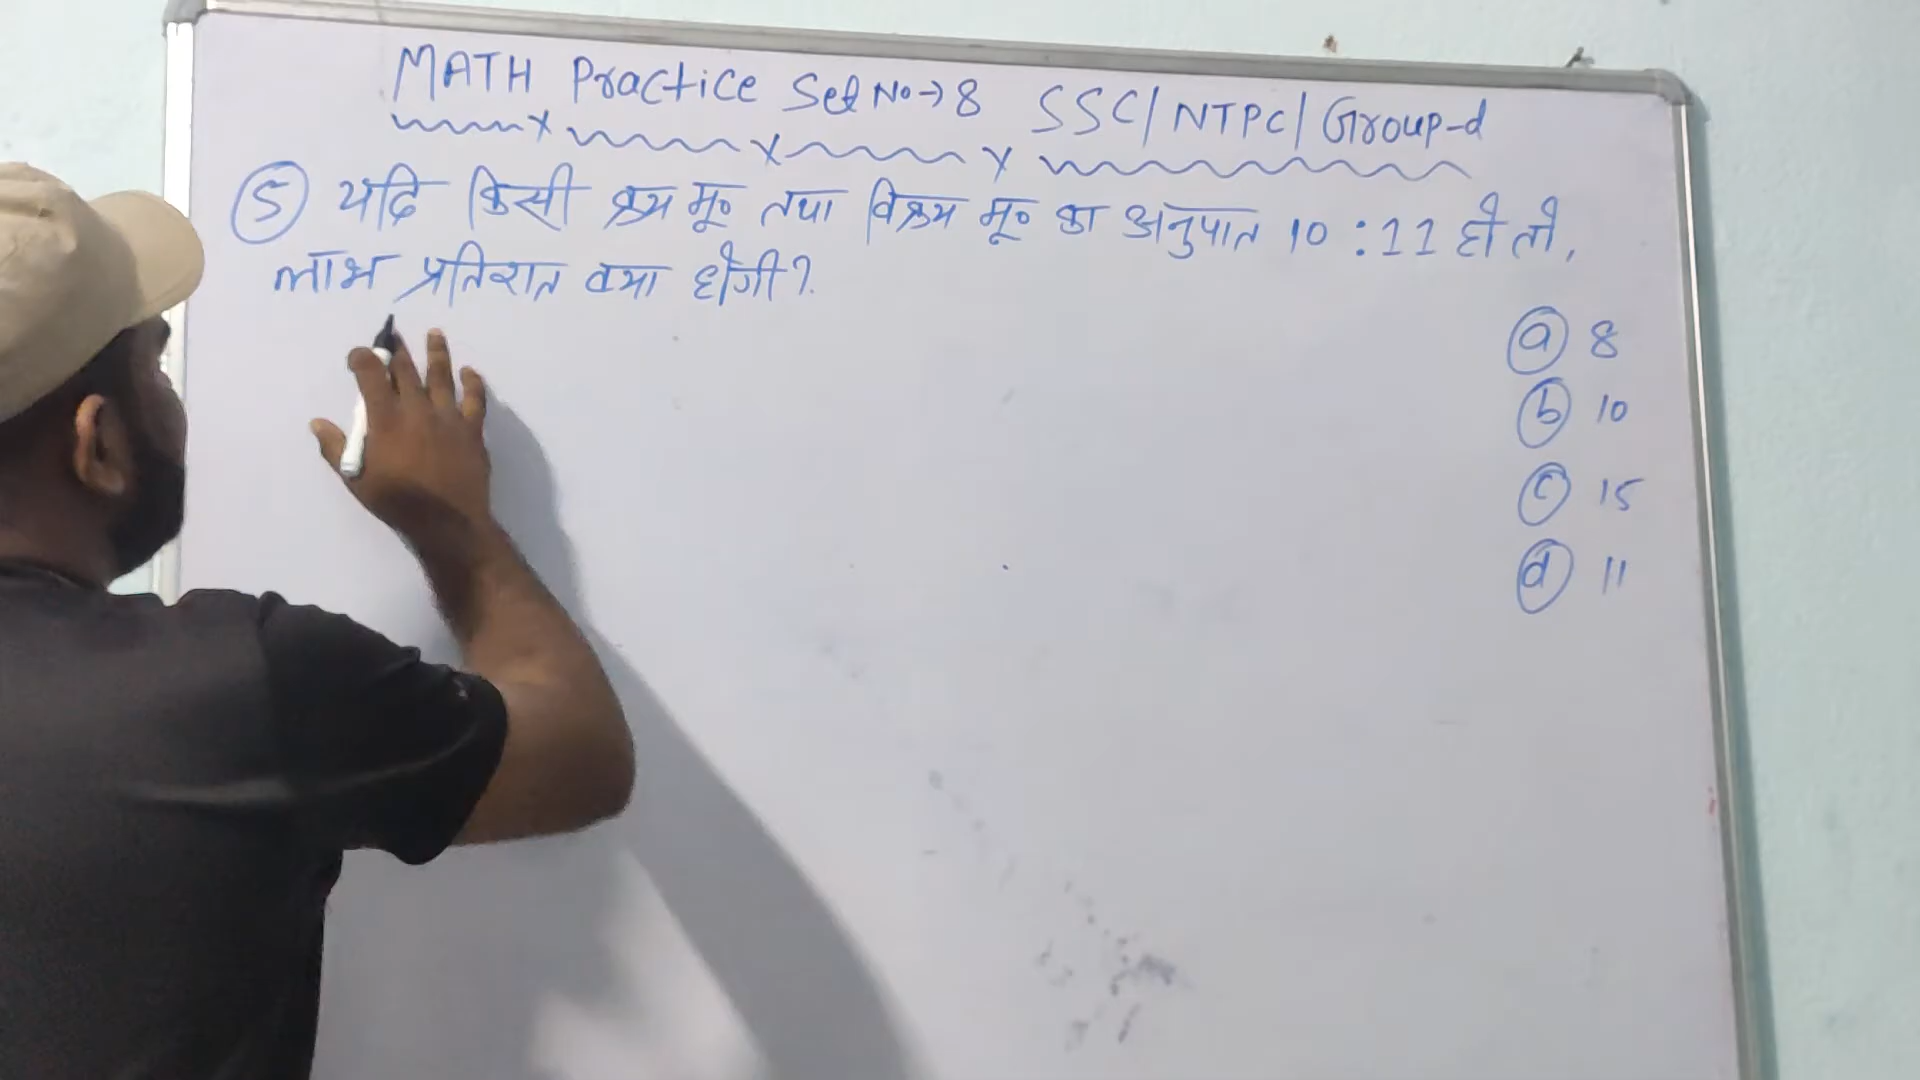 MATH Practice Set No→8 SSC/NTPC/Group-d
⑤ यदि किसी क्रय मू० तथा विक्रय मू० का अनुपात 10 : 11 हो तो,
लाभ प्रतिशत क्या होगी?
ⓐ 8
ⓑ 10
ⓒ 15
ⓓ 11